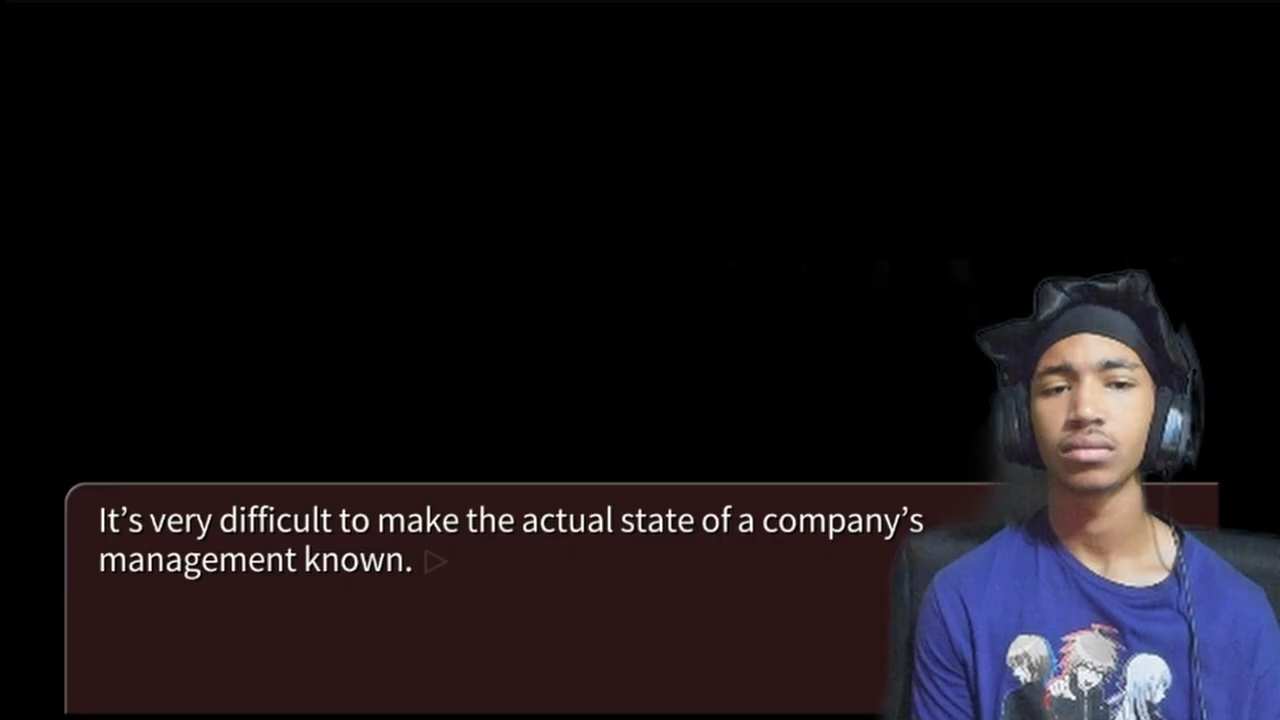 It’s very difficult to make the actual state of a company’s
management known.